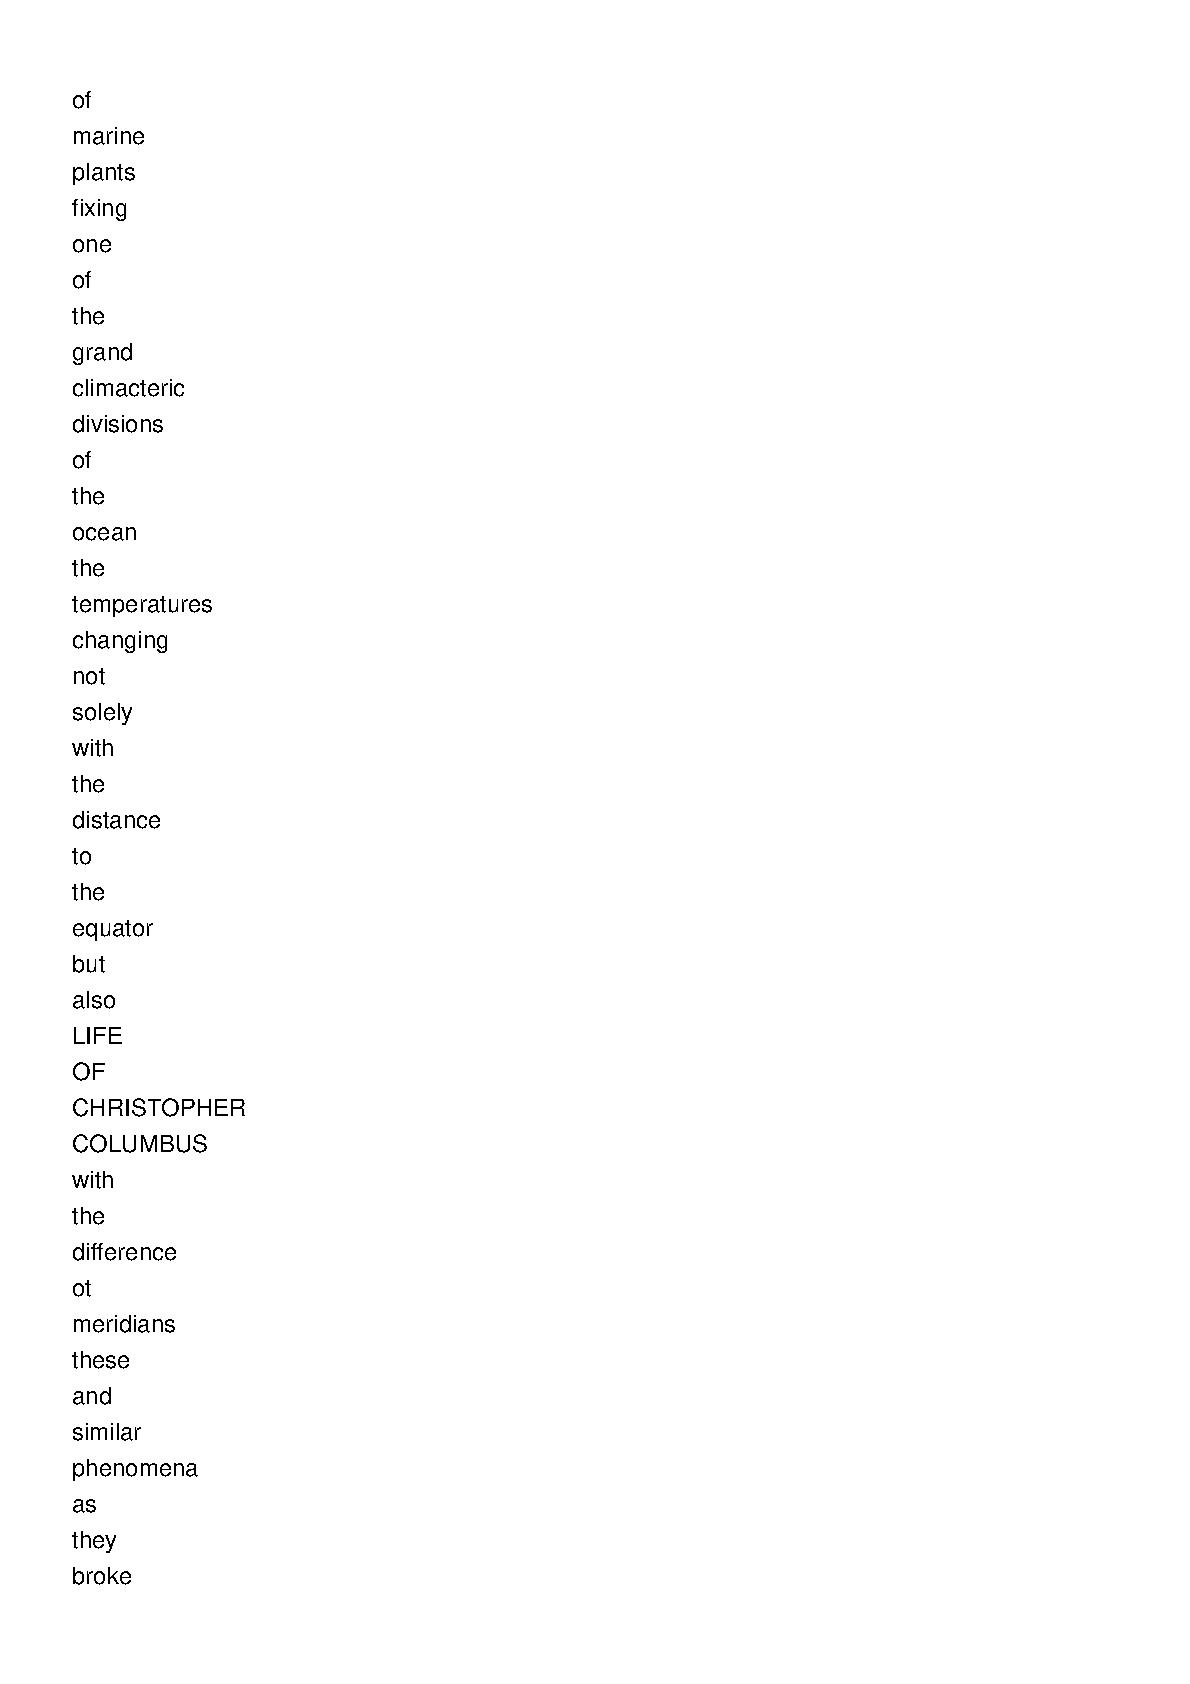 of
marine
plants
fixing
one
of
the
grand
climacteric
divisions
of
the
ocean
the
temperatures
changing
not
solely
with
the
distance
to
the
equator
but
also
LIFE
OF
CHRISTOPHER
COLUMBUS
with
the
difference
ot
meridians
these
and
similar
phenomena
as
they
broke